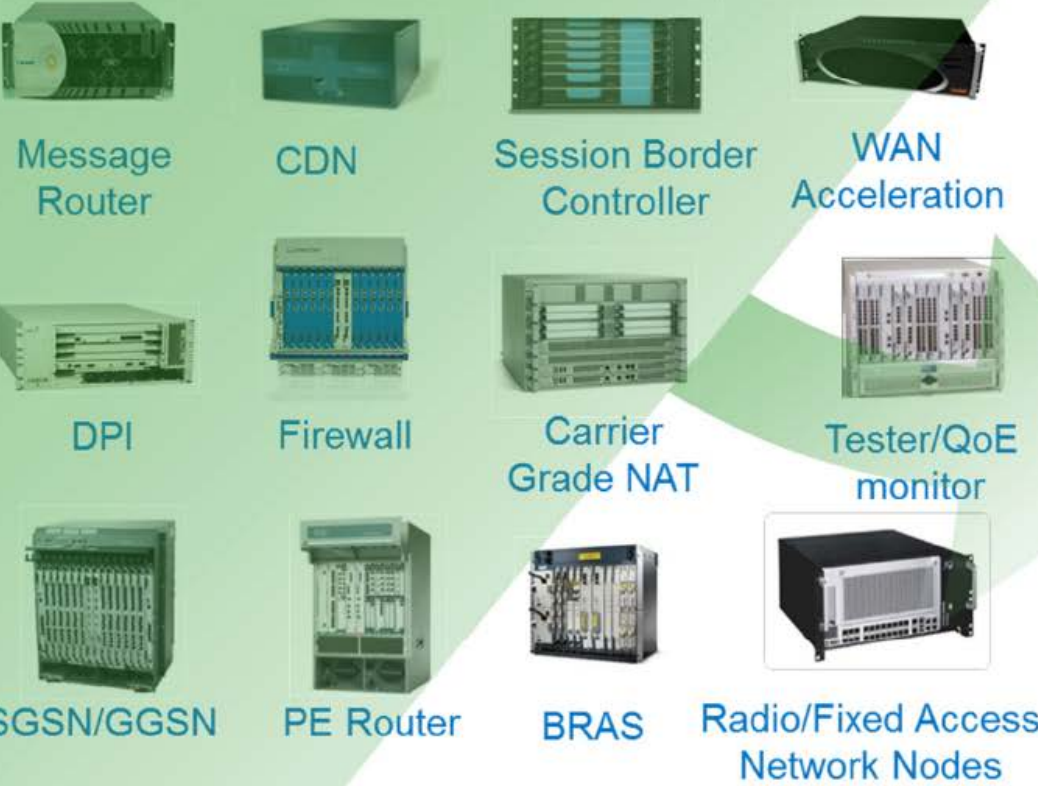 Message
Router
CDN
Session Border
Controller
WAN
Acceleration
DPI
Firewall
Carrier
Grade NAT
Tester/QoE
monitor
SGSN/GGSN
PE Router
BRAS
Radio/Fixed Access
Network Nodes